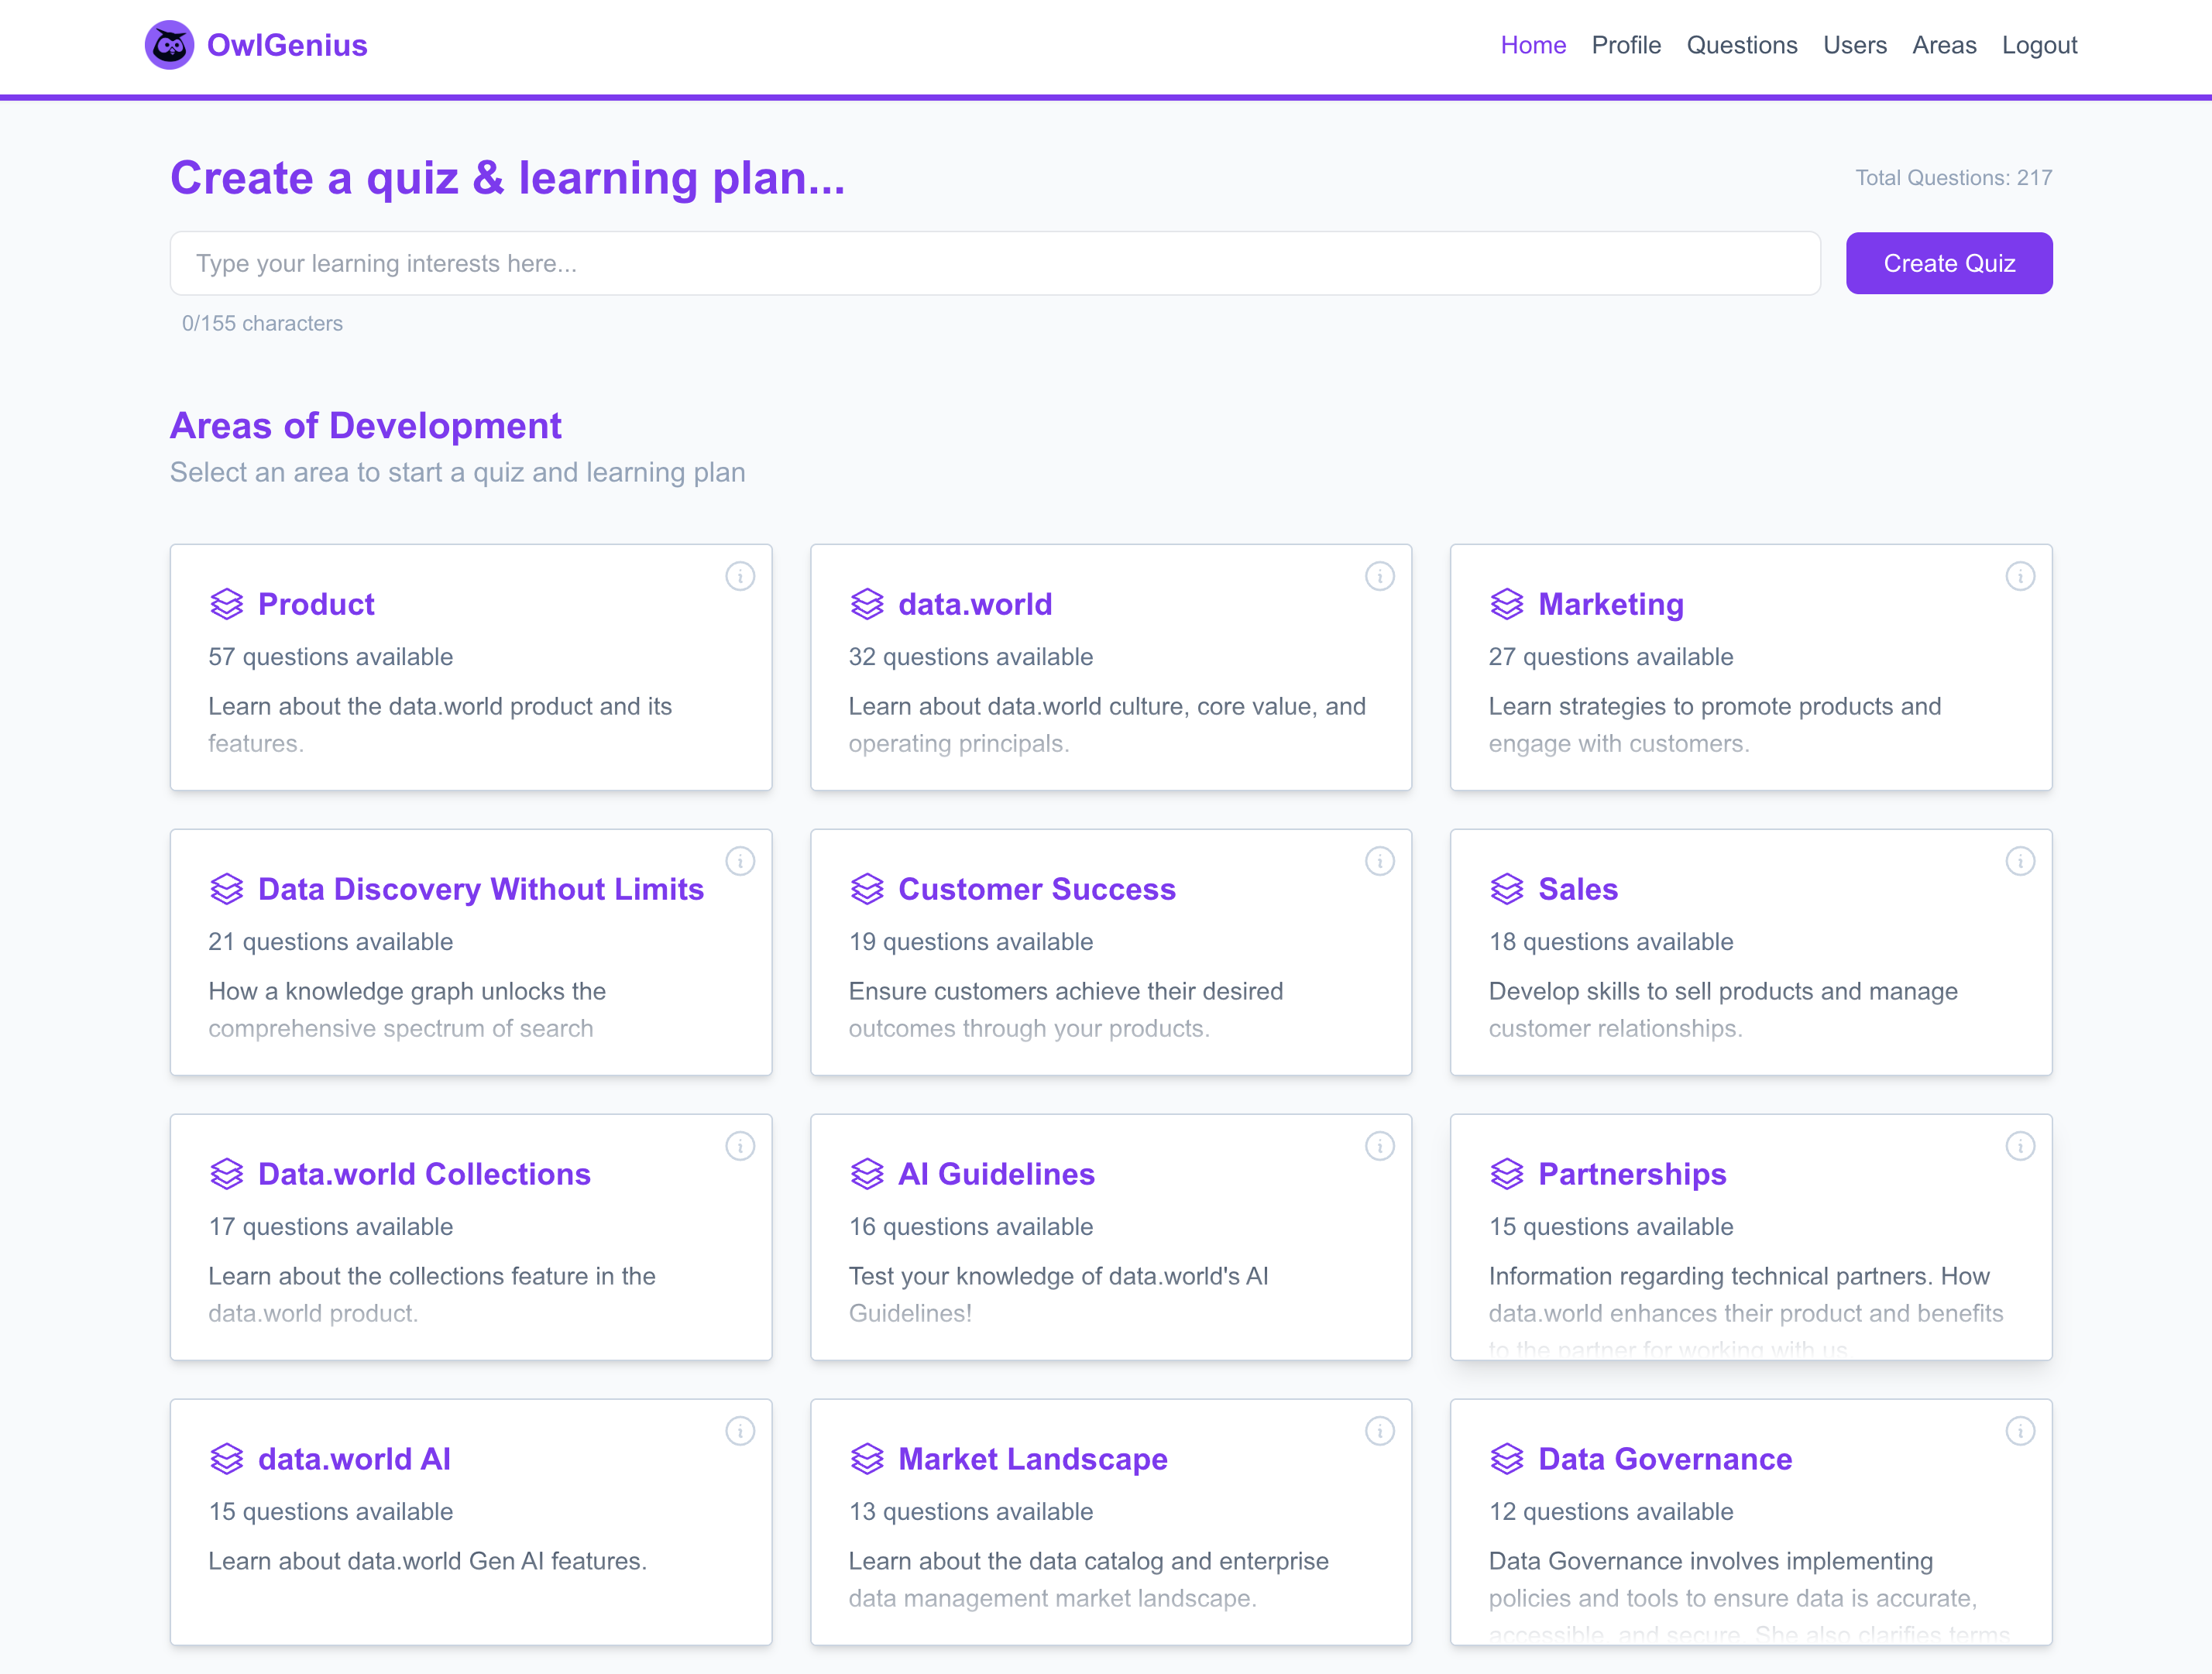 OwlGenius
Home Profile Questions Users Areas Logout
Create a quiz & learning plan...
Total Questions: 217
Type your learning interests here...
Create Quiz
0/155 characters
Areas of Development
Select an area to start a quiz and learning plan
Product
57 questions available
Learn about the data.world product and its
features.
data.world
32 questions available
Learn about data.world culture, core value, and
operating principals.
Marketing
27 questions available
Learn strategies to promote products and
engage with customers.
Data Discovery Without Limits
21 questions available
How a knowledge graph unlocks the
comprehensive spectrum of search
Customer Success
19 questions available
Ensure customers achieve their desired
outcomes through your products.
Sales
18 questions available
Develop skills to sell products and manage
customer relationships.
Data.world Collections
17 questions available
Learn about the collections feature in the
data.world product.
AI Guidelines
16 questions available
Test your knowledge of data.world's AI
Guidelines!
Partnerships
15 questions available
Information regarding technical partners. How
data.world enhances their product and benefits
to the partner for working with us
data.world AI
15 questions available
Learn about data.world Gen AI features.
Market Landscape
13 questions available
Learn about the data catalog and enterprise
data management market landscape.
Data Governance
12 questions available
Data Governance involves implementing
policies and tools to ensure data is accurate,
accessible, and secure. She also clarifies terms